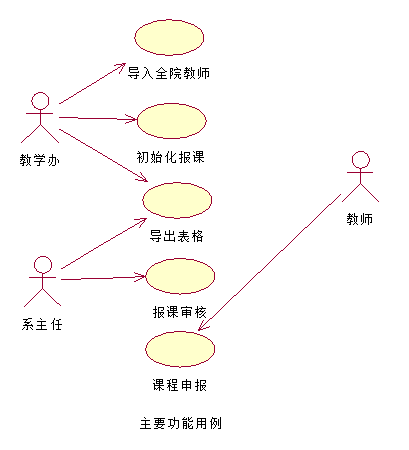 导入全院教师
教学办
初始化报课
教师
导出表格
系主任
报课审核
课程申报
主要功能用例